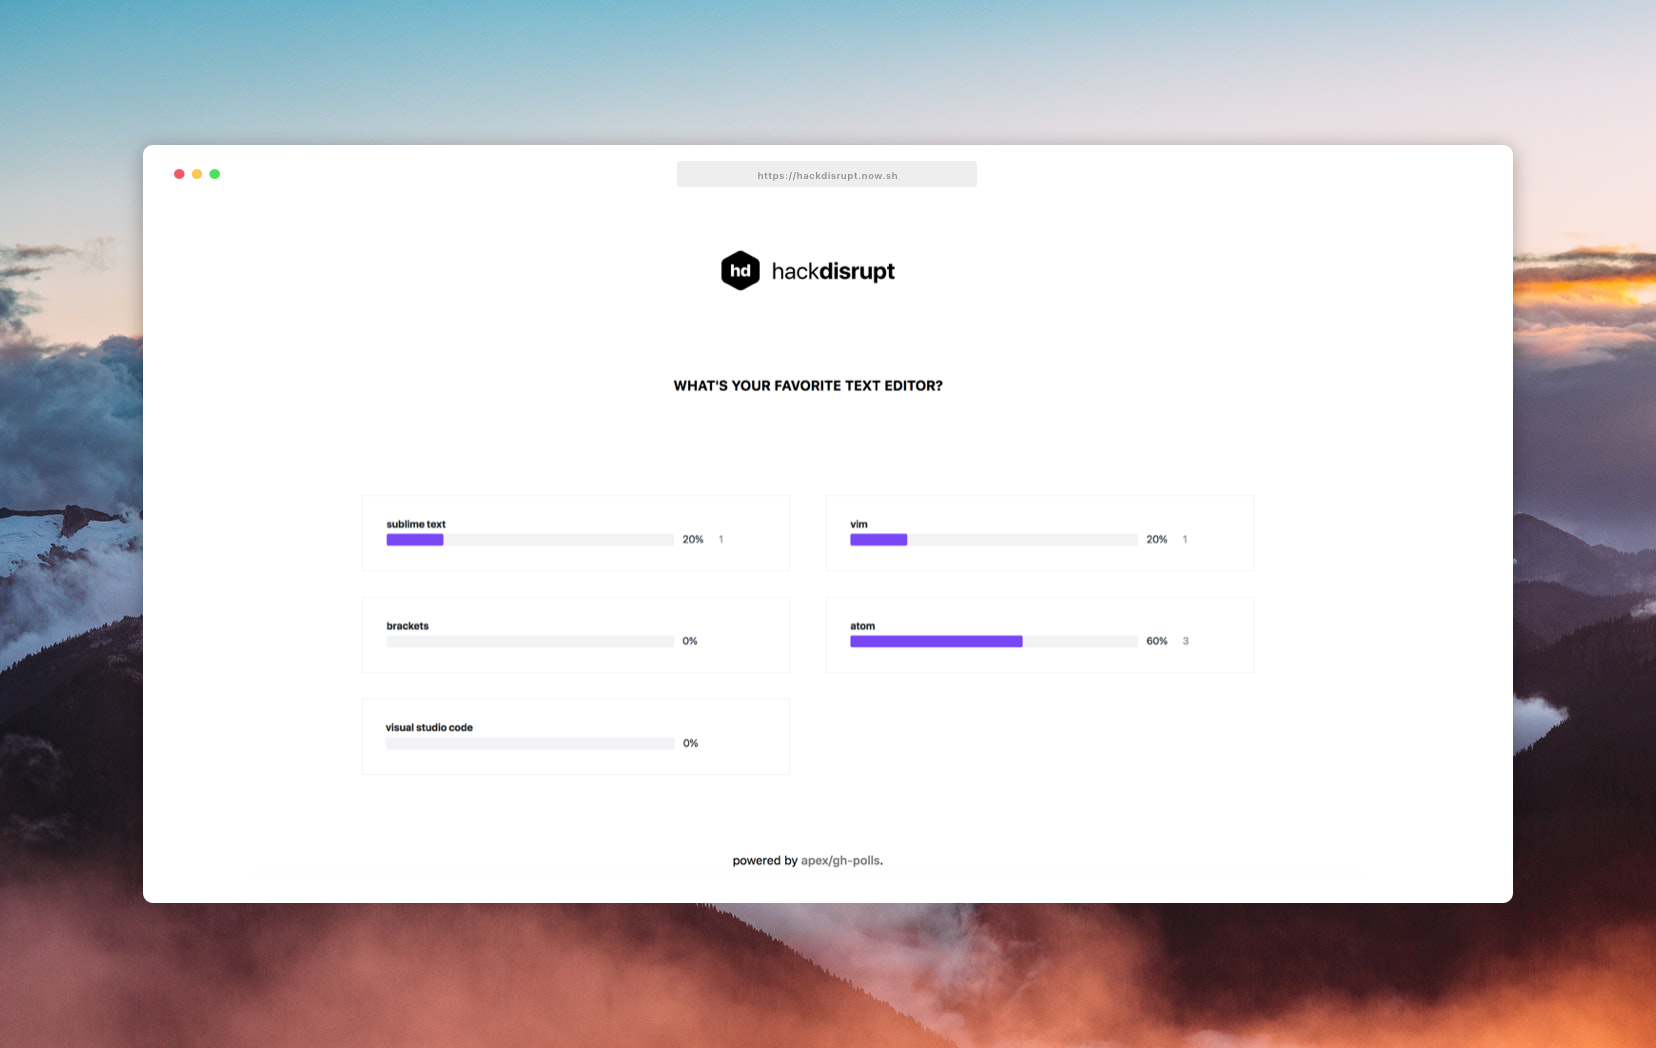 https://hackdisrupt.now.sh
hd hackdisrupt
WHAT'S YOUR FAVORITE TEXT EDITOR?
sublime text
20% 1
vim
20% 1
brackets
0%
atom
60% 3
visual studio code
0%
powered by apex/gh-polls.